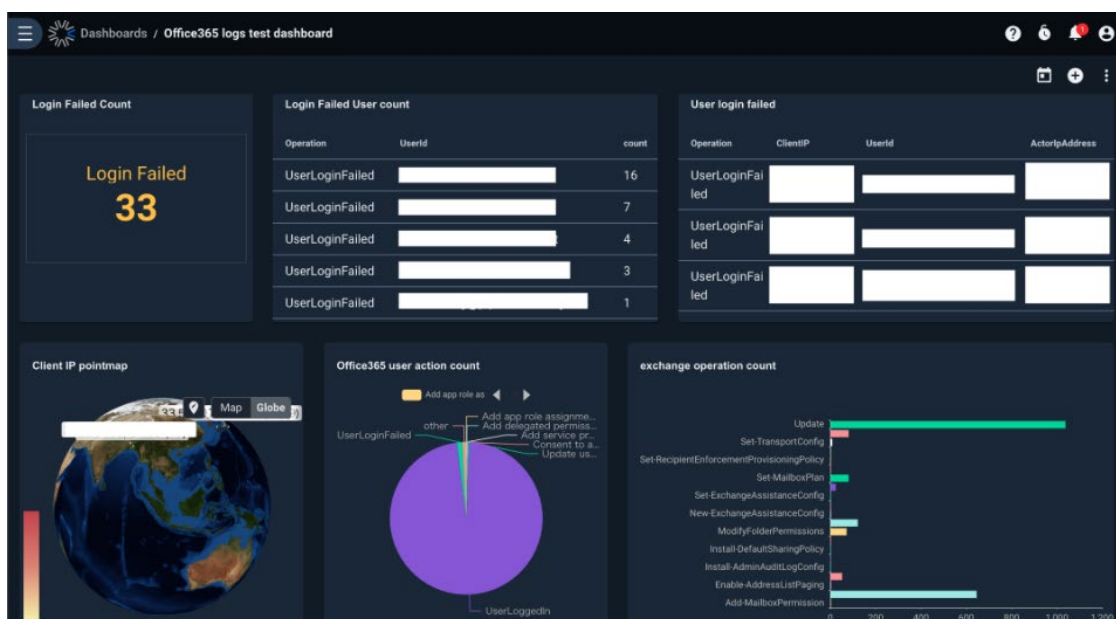 Dashboards / Office365 logs test dashboard
1
Login Failed Count
Login Failed
33
Login Failed User count
Operation UserId count
UserLoginFailed 16
UserLoginFailed 7
UserLoginFailed 4
UserLoginFailed 3
UserLoginFailed 1
User login failed
Operation ClientIP UserId ActorIpAddress
UserLoginFai
led
UserLoginFai
led
UserLoginFai
led
Client IP pointmap
Map Globe
Office365 user action count
Add app role as
Add app role assignme...
other Add delegated permiss...
UserLoginFailed Add service pr...
Consent to a...
Update us...
UserLoggedIn
exchange operation count
Update
Set-TransportConfig
Set-RecipientEnforcementProvisioningPolicy
Set-MailboxPlan
Set-ExchangeAssistanceConfig
New-ExchangeAssistanceConfig
ModifyFolderPermissions
Install-DefaultSharingPolicy
Install-AdminAuditLogConfig
Enable-AddressListPaging
Add-MailboxPermission
0 200 400 600 800 1,000 1,200